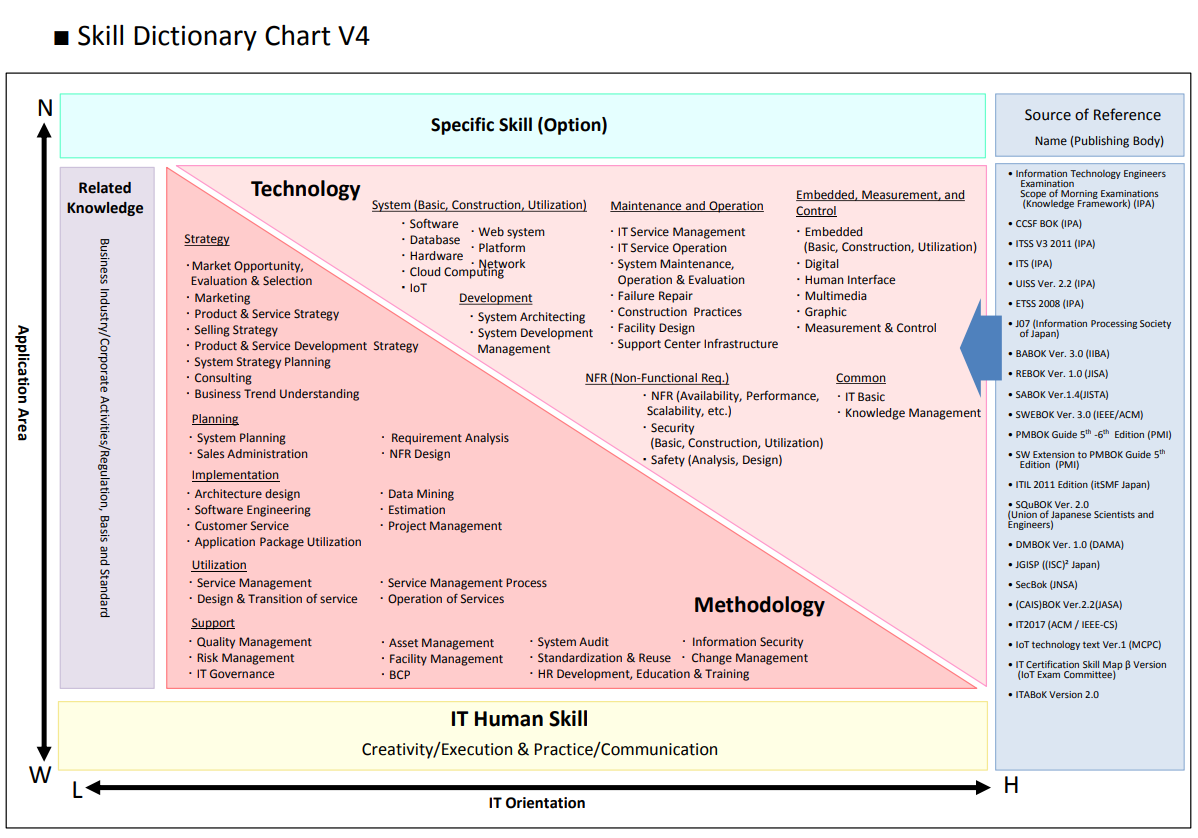 ■ Skill Dictionary Chart V4
N
Specific Skill (Option)
Source of Reference
Name (Publishing Body)
Application Area
Related
Knowledge
Business Industry/Corporate Activities/Regulation, Basis and Standard
Technology
System (Basic, Construction, Utilization)
・Software
・Database
・Hardware
・Cloud Computing
・IoT
・Web system
・Platform
・Network
Development
・System Architecting
・System Development
Management
Maintenance and Operation
・IT Service Management
・IT Service Operation
・System Maintenance,
Operation & Evaluation
・Failure Repair
・Construction Practices
・Facility Design
・Support Center Infrastructure
Embedded, Measurement, and
Control
・Embedded
(Basic, Construction, Utilization)
・Digital
・Human Interface
・Multimedia
・Graphic
・Measurement & Control
NFR (Non-Functional Req.)
・NFR (Availability, Performance,
Scalability, etc.)
・Security
(Basic, Construction, Utilization)
・Safety (Analysis, Design)
Common
・IT Basic
・Knowledge Management
Strategy
・Market Opportunity,
Evaluation & Selection
・Marketing
・Product & Service Strategy
・Selling Strategy
・Product & Service Development Strategy
・System Strategy Planning
・Consulting
・Business Trend Understanding
Planning
・System Planning
・Sales Administration
・Requirement Analysis
・NFR Design
Implementation
・Architecture design
・Software Engineering
・Customer Service
・Application Package Utilization
・Data Mining
・Estimation
・Project Management
Utilization
・Service Management
・Design & Transition of service
・Service Management Process
・Operation of Services
Methodology
Support
・Quality Management
・Risk Management
・IT Governance
・Asset Management
・Facility Management
・BCP
・System Audit
・Standardization & Reuse
・HR Development, Education & Training
・Information Security
・Change Management
• Information Technology Engineers
Examination
Scope of Morning Examinations
(Knowledge Framework) (IPA)
• CCSF BOK (IPA)
• ITSS V3 2011 (IPA)
• ITS (IPA)
• UISS Ver. 2.2 (IPA)
• ETSS 2008 (IPA)
• J07 (Information Processing Society
of Japan)
• BABOK Ver. 3.0 (IIBA)
• REBOK Ver. 1.0 (JISA)
• SABOK Ver.1.4(JISTA)
• SWEBOK Ver. 3.0 (IEEE/ACM)
• PMBOK Guide 5th -6th Edition (PMI)
• SW Extension to PMBOK Guide 5th
Edition (PMI)
• ITIL 2011 Edition (itSMF Japan)
• SQuBOK Ver. 2.0
(Union of Japanese Scientists and
Engineers)
• DMBOK Ver. 1.0 (DAMA)
• JGISP ((ISC)² Japan)
• SecBok (JNSA)
• (CAIS)BOK Ver.2.2(JASA)
• IT2017 (ACM / IEEE-CS)
• IoT technology text Ver.1 (MCPC)
• IT Certification Skill Map β Version
(IoT Exam Committee)
• ITABoK Version 2.0
IT Human Skill
Creativity/Execution & Practice/Communication
W
L
H
IT Orientation